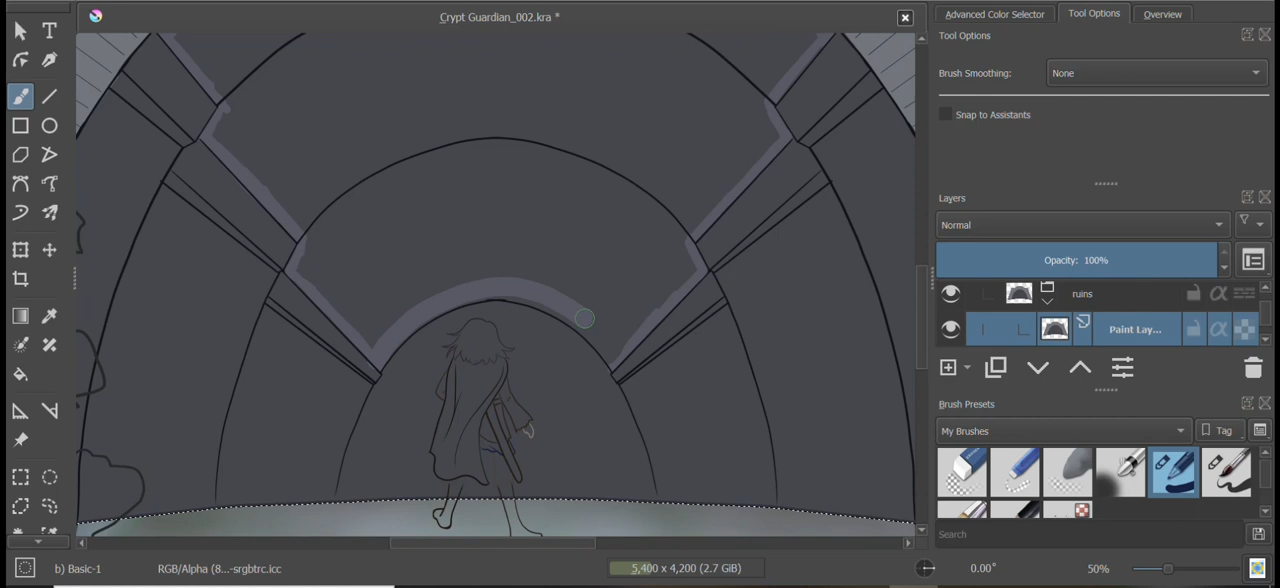 Crypt Guardian_002.kra *
Advanced Color Selector
Tool Options
Overview
Tool Options
Brush Smoothing:
None
Snap to Assistants
Layers
Normal
Opacity: 100%
ruins
Paint Lay...
Brush Presets
My Brushes
Tag
Search
b) Basic-1
RGB/Alpha (8...-srgbtrc.icc
5,400 x 4,200 (2.7 GiB)
0.00°
50%